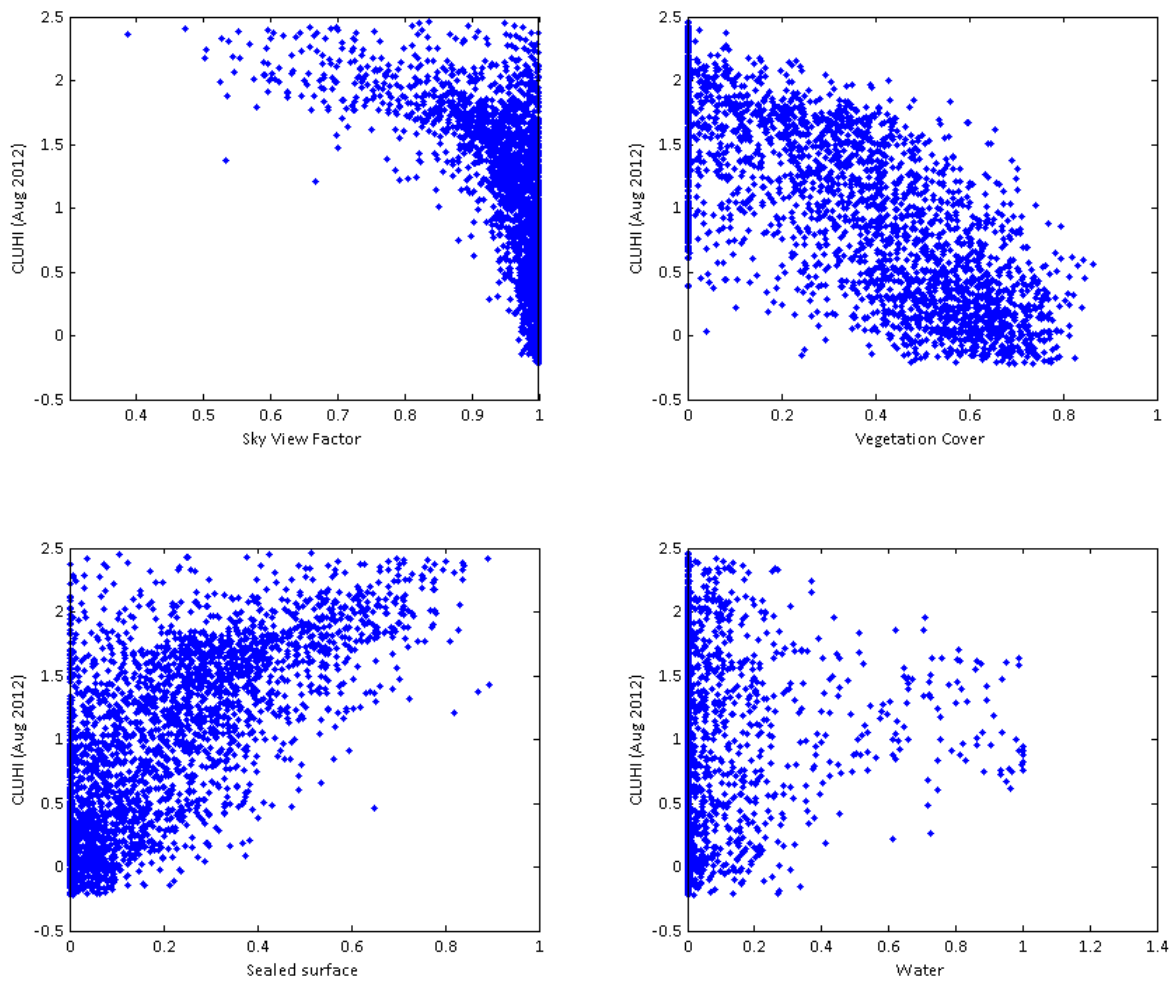 2.5
2
1.5
1
0.5
0
-0.5
CLUHI (Aug 2012)
0.4 0.5 0.6 0.7 0.8 0.9 1
Sky View Factor
2.5
2
1.5
1
0.5
0
-0.5
CLUHI (Aug 2012)
0 0.2 0.4 0.6 0.8 1
Vegetation Cover
2.5
2
1.5
1
0.5
0
-0.5
CLUHI (Aug 2012)
0 0.2 0.4 0.6 0.8 1
Sealed surface
2.5
2
1.5
1
0.5
0
-0.5
CLUHI (Aug 2012)
0 0.2 0.4 0.6 0.8 1 1.2 1.4
Water